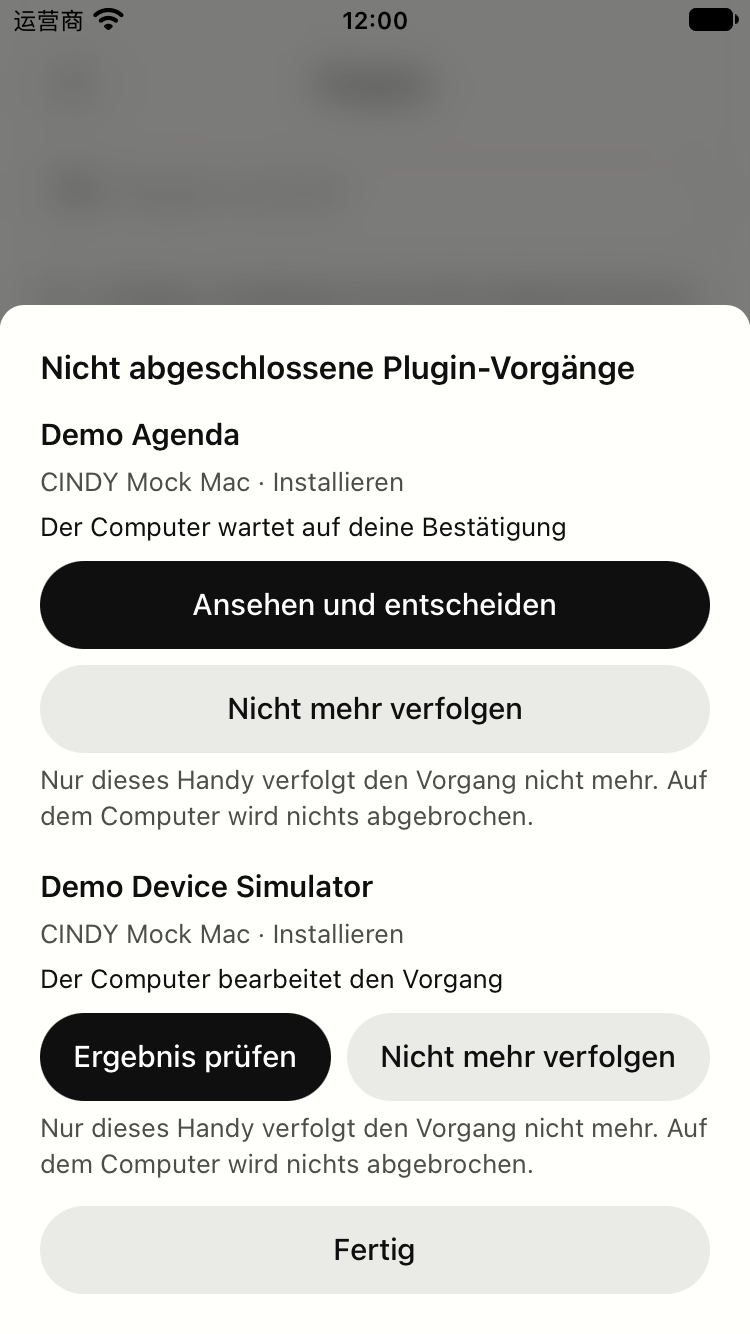 运营商
12:00
Nicht abgeschlossene Plugin-Vorgänge
Demo Agenda
CINDY Mock Mac · Installieren
Der Computer wartet auf deine Bestätigung
Ansehen und entscheiden
Nicht mehr verfolgen
Nur dieses Handy verfolgt den Vorgang nicht mehr. Auf
dem Computer wird nichts abgebrochen.
Demo Device Simulator
CINDY Mock Mac · Installieren
Der Computer bearbeitet den Vorgang
Ergebnis prüfen
Nicht mehr verfolgen
Nur dieses Handy verfolgt den Vorgang nicht mehr. Auf
dem Computer wird nichts abgebrochen.
Fertig